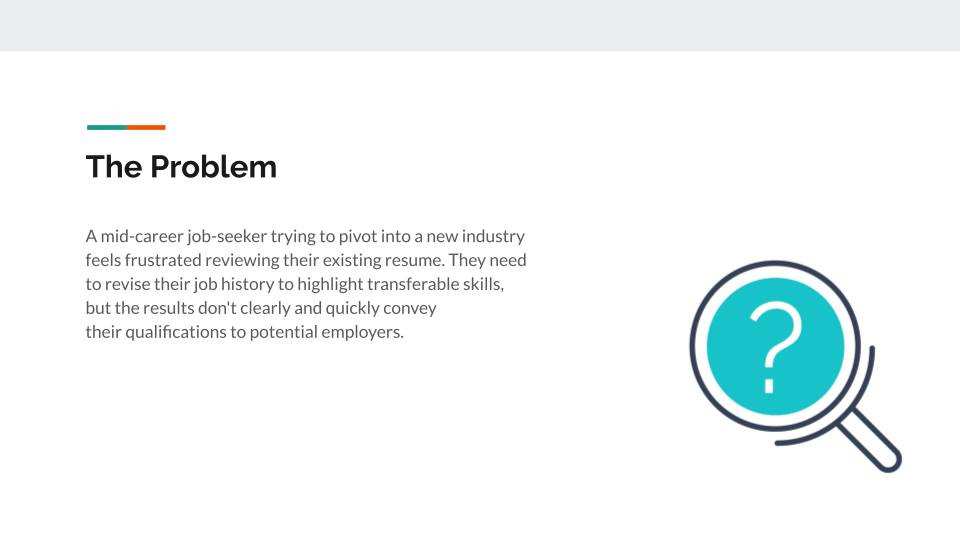 The Problem
A mid-career job-seeker trying to pivot into a new industry
feels frustrated reviewing their existing resume. They need
to revise their job history to highlight transferable skills,
but the results don't clearly and quickly convey
their qualifications to potential employers.
?